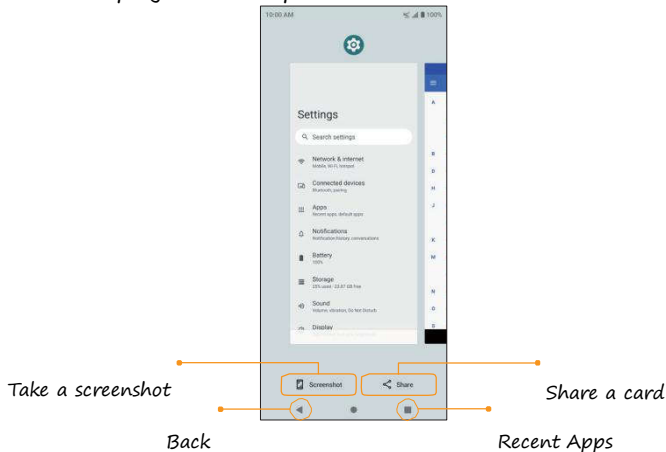 10:00 AM
100%
Settings
Search settings
Network & internet
Mobile, Wi-Fi, hotspot
Connected devices
Bluetooth, pairing
Apps
Recent apps, default apps
Notifications
Notification history, conversations
Battery
100%
Storage
Sound
Volume, vibration, Do Not Disturb
Display
A
B
D
H
J
K
W
N
O
S
Screenshot
Share
Take a screenshot
Share a card
Back
Recent Apps